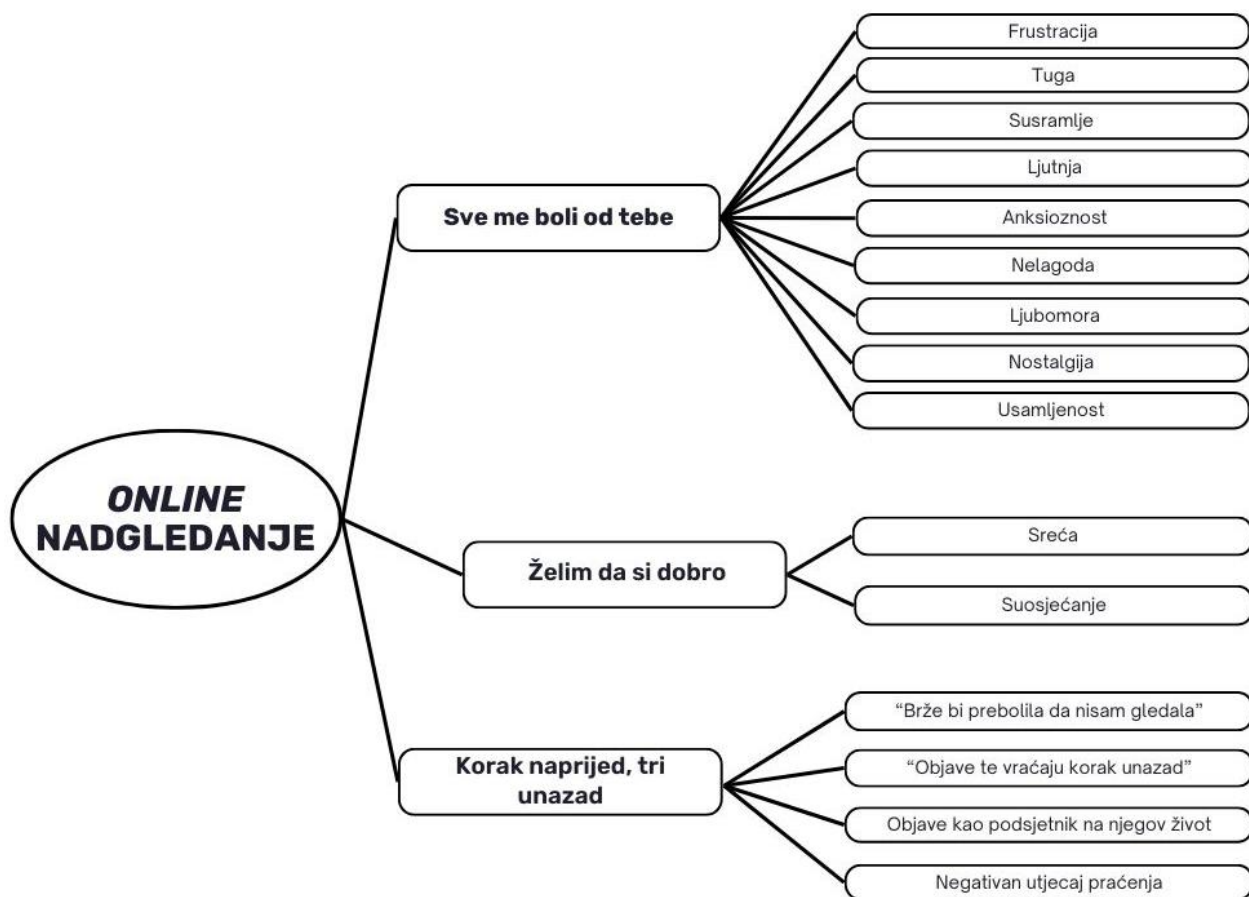 ONLINE
NADGLEDANJE
Sve me boli od tebe
Frustracija
Tuga
Susramlje
Ljutnja
Anksioznost
Nelagoda
Ljubomora
Nostalgija
Usamljenost
Želim da si dobro
Sreća
Suosjećanje
Korak naprijed, tri
unazad
“Brže bi prebolila da nisam gledala”
“Objave te vraćaju korak unazad”
Objave kao podsjetnik na njegov život
Negativan utjecaj praćenja